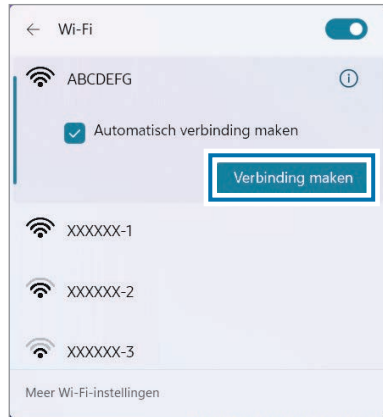 Wi-Fi
ABCDEFG
Automatisch verbinding maken
Verbinding maken
XXXXXX-1
XXXXXX-2
XXXXXX-3
Meer Wi-Fi-instellingen